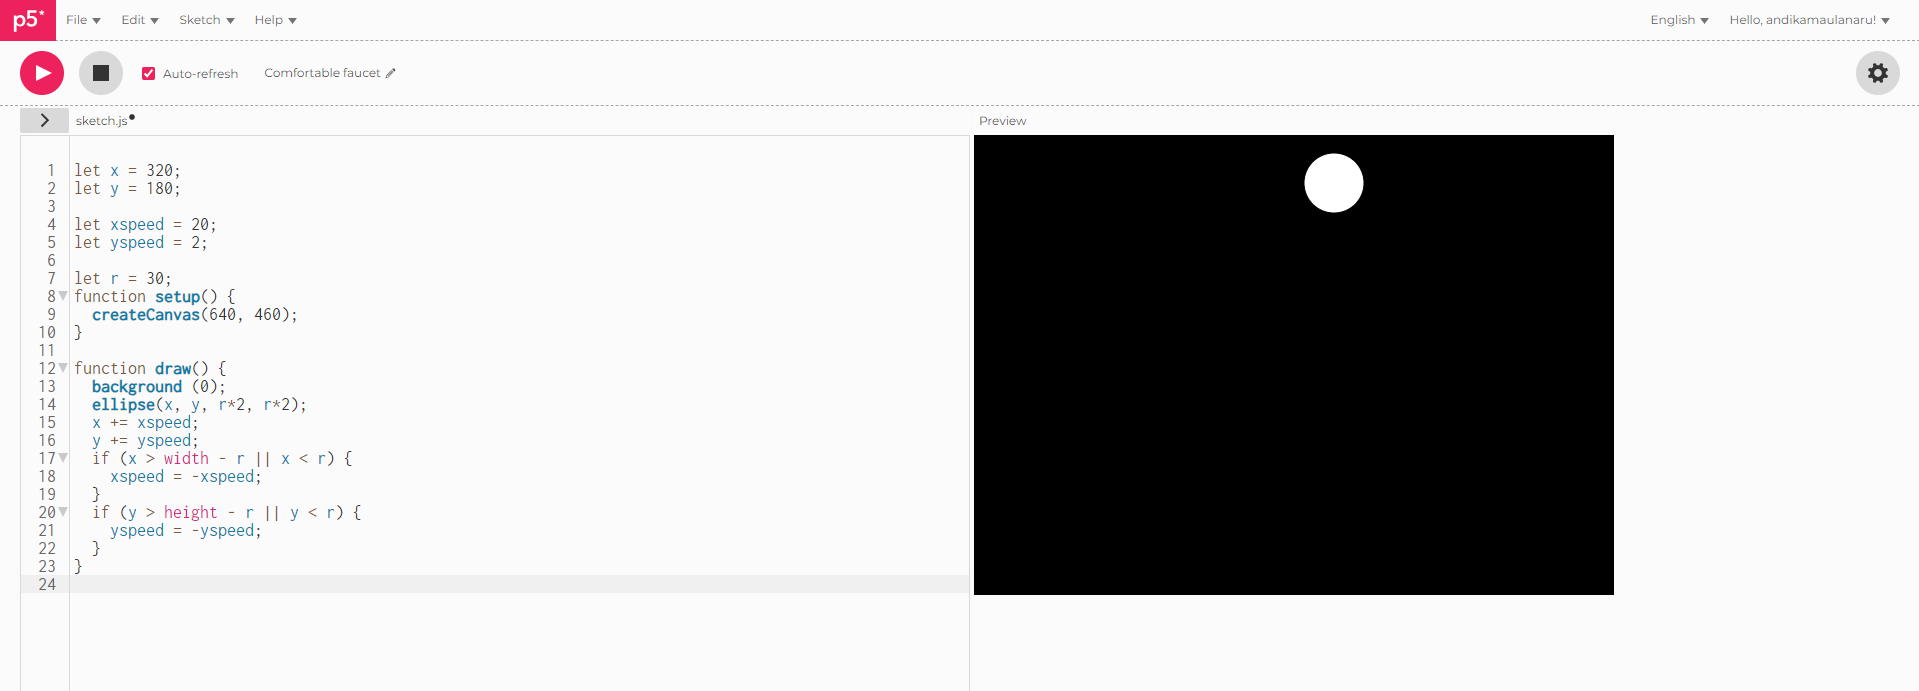 p5*
File
Edit
Sketch
Help
English
Hello, andikamaulanaru!
Auto-refresh
Comfortable faucet
sketch.js
Preview
1 let x = 320;
2 let y = 180;
3
4 let xspeed = 20;
5 let yspeed = 2;
6
7 let r = 30;
8 function setup() {
9 createCanvas(640, 460);
10 }
11
12 function draw() {
13 background (0);
14 ellipse(x, y, r*2, r*2);
15 x += xspeed;
16 y += yspeed;
17 if (x > width - r || x < r) {
18 xspeed = -xspeed;
19 }
20 if (y > height - r || y < r) {
21 yspeed = -yspeed;
22 }
23 }
24